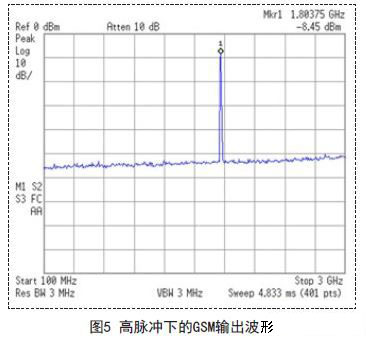 Mkr1 1.80375 GHz
Ref 0 dBm Atten 10 dB -8.45 dBm
Peak
Log
10
dB/
1
M1 S2
S3 FC
AA
Start 100 MHz Stop 3 GHz
Res BW 3 MHz VBW 3 MHz Sweep 4.833 ms (401 pts)
图5 高脉冲下的GSM输出波形